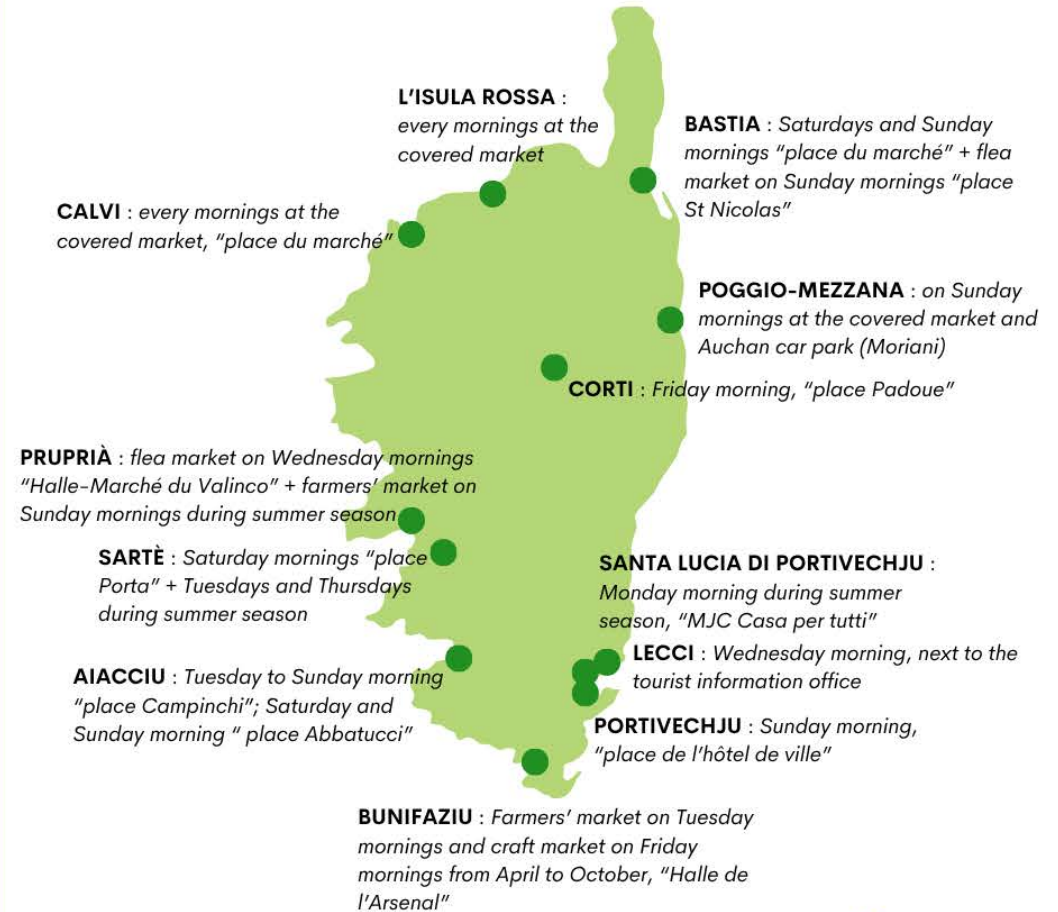 L'ISULA ROSSA :
every mornings at the
covered market
BASTIA : Saturdays and Sunday
mornings “place du marché” + flea
market on Sunday mornings “place
St Nicolas”
CALVI : every mornings at the
covered market, “place du marché”
POGGIO-MEZZANA : on Sunday
mornings at the covered market and
Auchan car park (Moriani)
CORTI : Friday morning, “place Padoue”
PRUPRIÀ : flea market on Wednesday mornings
“Halle-Marché du Valinco” + farmers' market on
Sunday mornings during summer season
SARTÈ : Saturday mornings “place
Porta” + Tuesdays and Thursdays
during summer season
SANTA LUCIA DI PORTIVECHJU :
Monday morning during summer
season, “MJC Casa per tutti”
LECCI : Wednesday morning, next to the
tourist information office
AIACCIU : Tuesday to Sunday morning
“place Campinchi”; Saturday and
Sunday morning “ place Abbatucci”
PORTIVECHJU : Sunday morning,
“place de l'hôtel de ville”
BUNIFAZIU : Farmers' market on Tuesday
mornings and craft market on Friday
mornings from April to October, “Halle de
l'Arsenal”